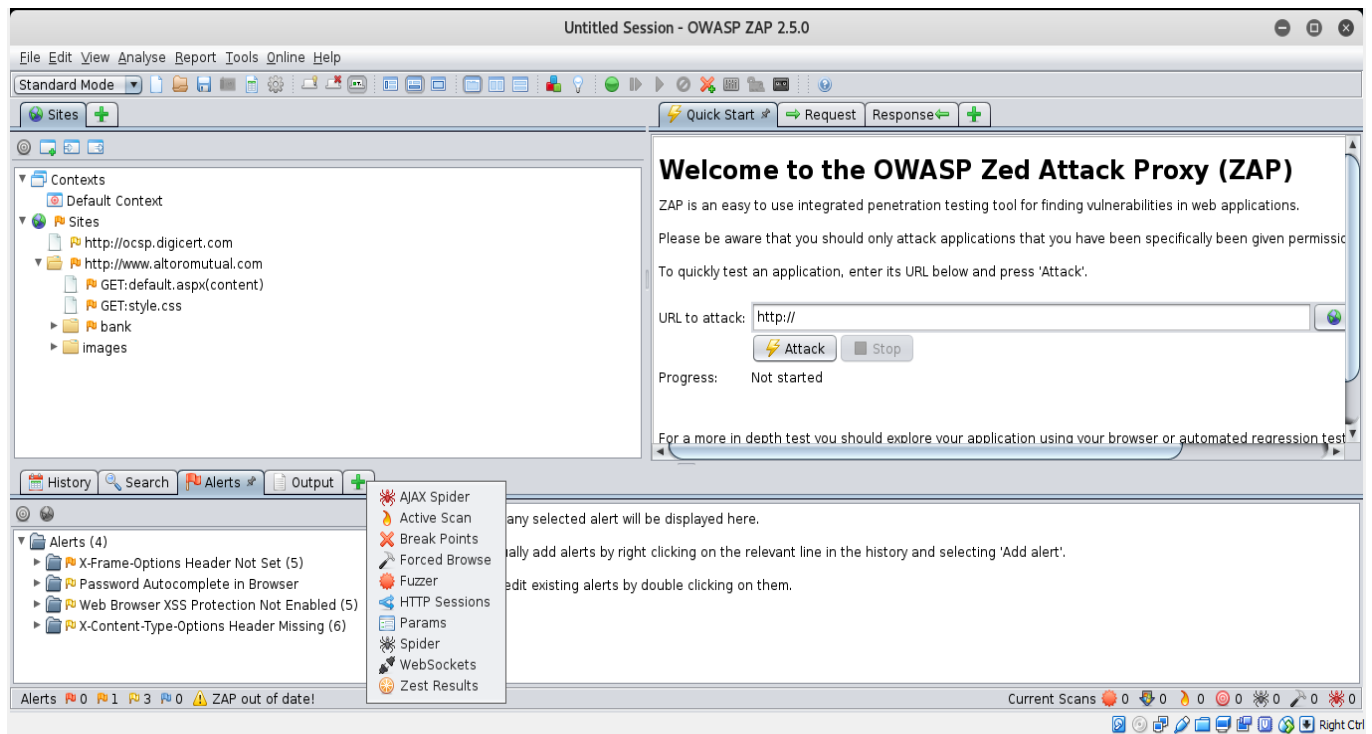 Untitled Session - OWASP ZAP 2.5.0
File Edit View Analyse Report Tools Online Help
Standard Mode
Sites
Quick Start
Request
Response
Contexts
Default Context
Sites
http://ocsp.digicert.com
http://www.altoromutual.com
GET:default.aspx(content)
GET:style.css
bank
images
Welcome to the OWASP Zed Attack Proxy (ZAP)
ZAP is an easy to use integrated penetration testing tool for finding vulnerabilities in web applications.
Please be aware that you should only attack applications that you have been specifically been given permissic
To quickly test an application, enter its URL below and press 'Attack'.
URL to attack: http://
Attack
Stop
Progress: Not started
For a more in depth test you should explore your application using your browser or automated regression test
History
Search
Alerts
Output
AJAX Spider
Active Scan
Break Points
Forced Browse
Fuzzer
HTTP Sessions
Params
Spider
WebSockets
Zest Results
Alerts (4)
X-Frame-Options Header Not Set (5)
Password Autocomplete in Browser
Web Browser XSS Protection Not Enabled (5)
X-Content-Type-Options Header Missing (6)
any selected alert will be displayed here.
ally add alerts by right clicking on the relevant line in the history and selecting 'Add alert'.
edit existing alerts by double clicking on them.
Alerts 0 1 3 0 ZAP out of date!
Current Scans 0 0 0 0 0 0 0
Right Ctrl